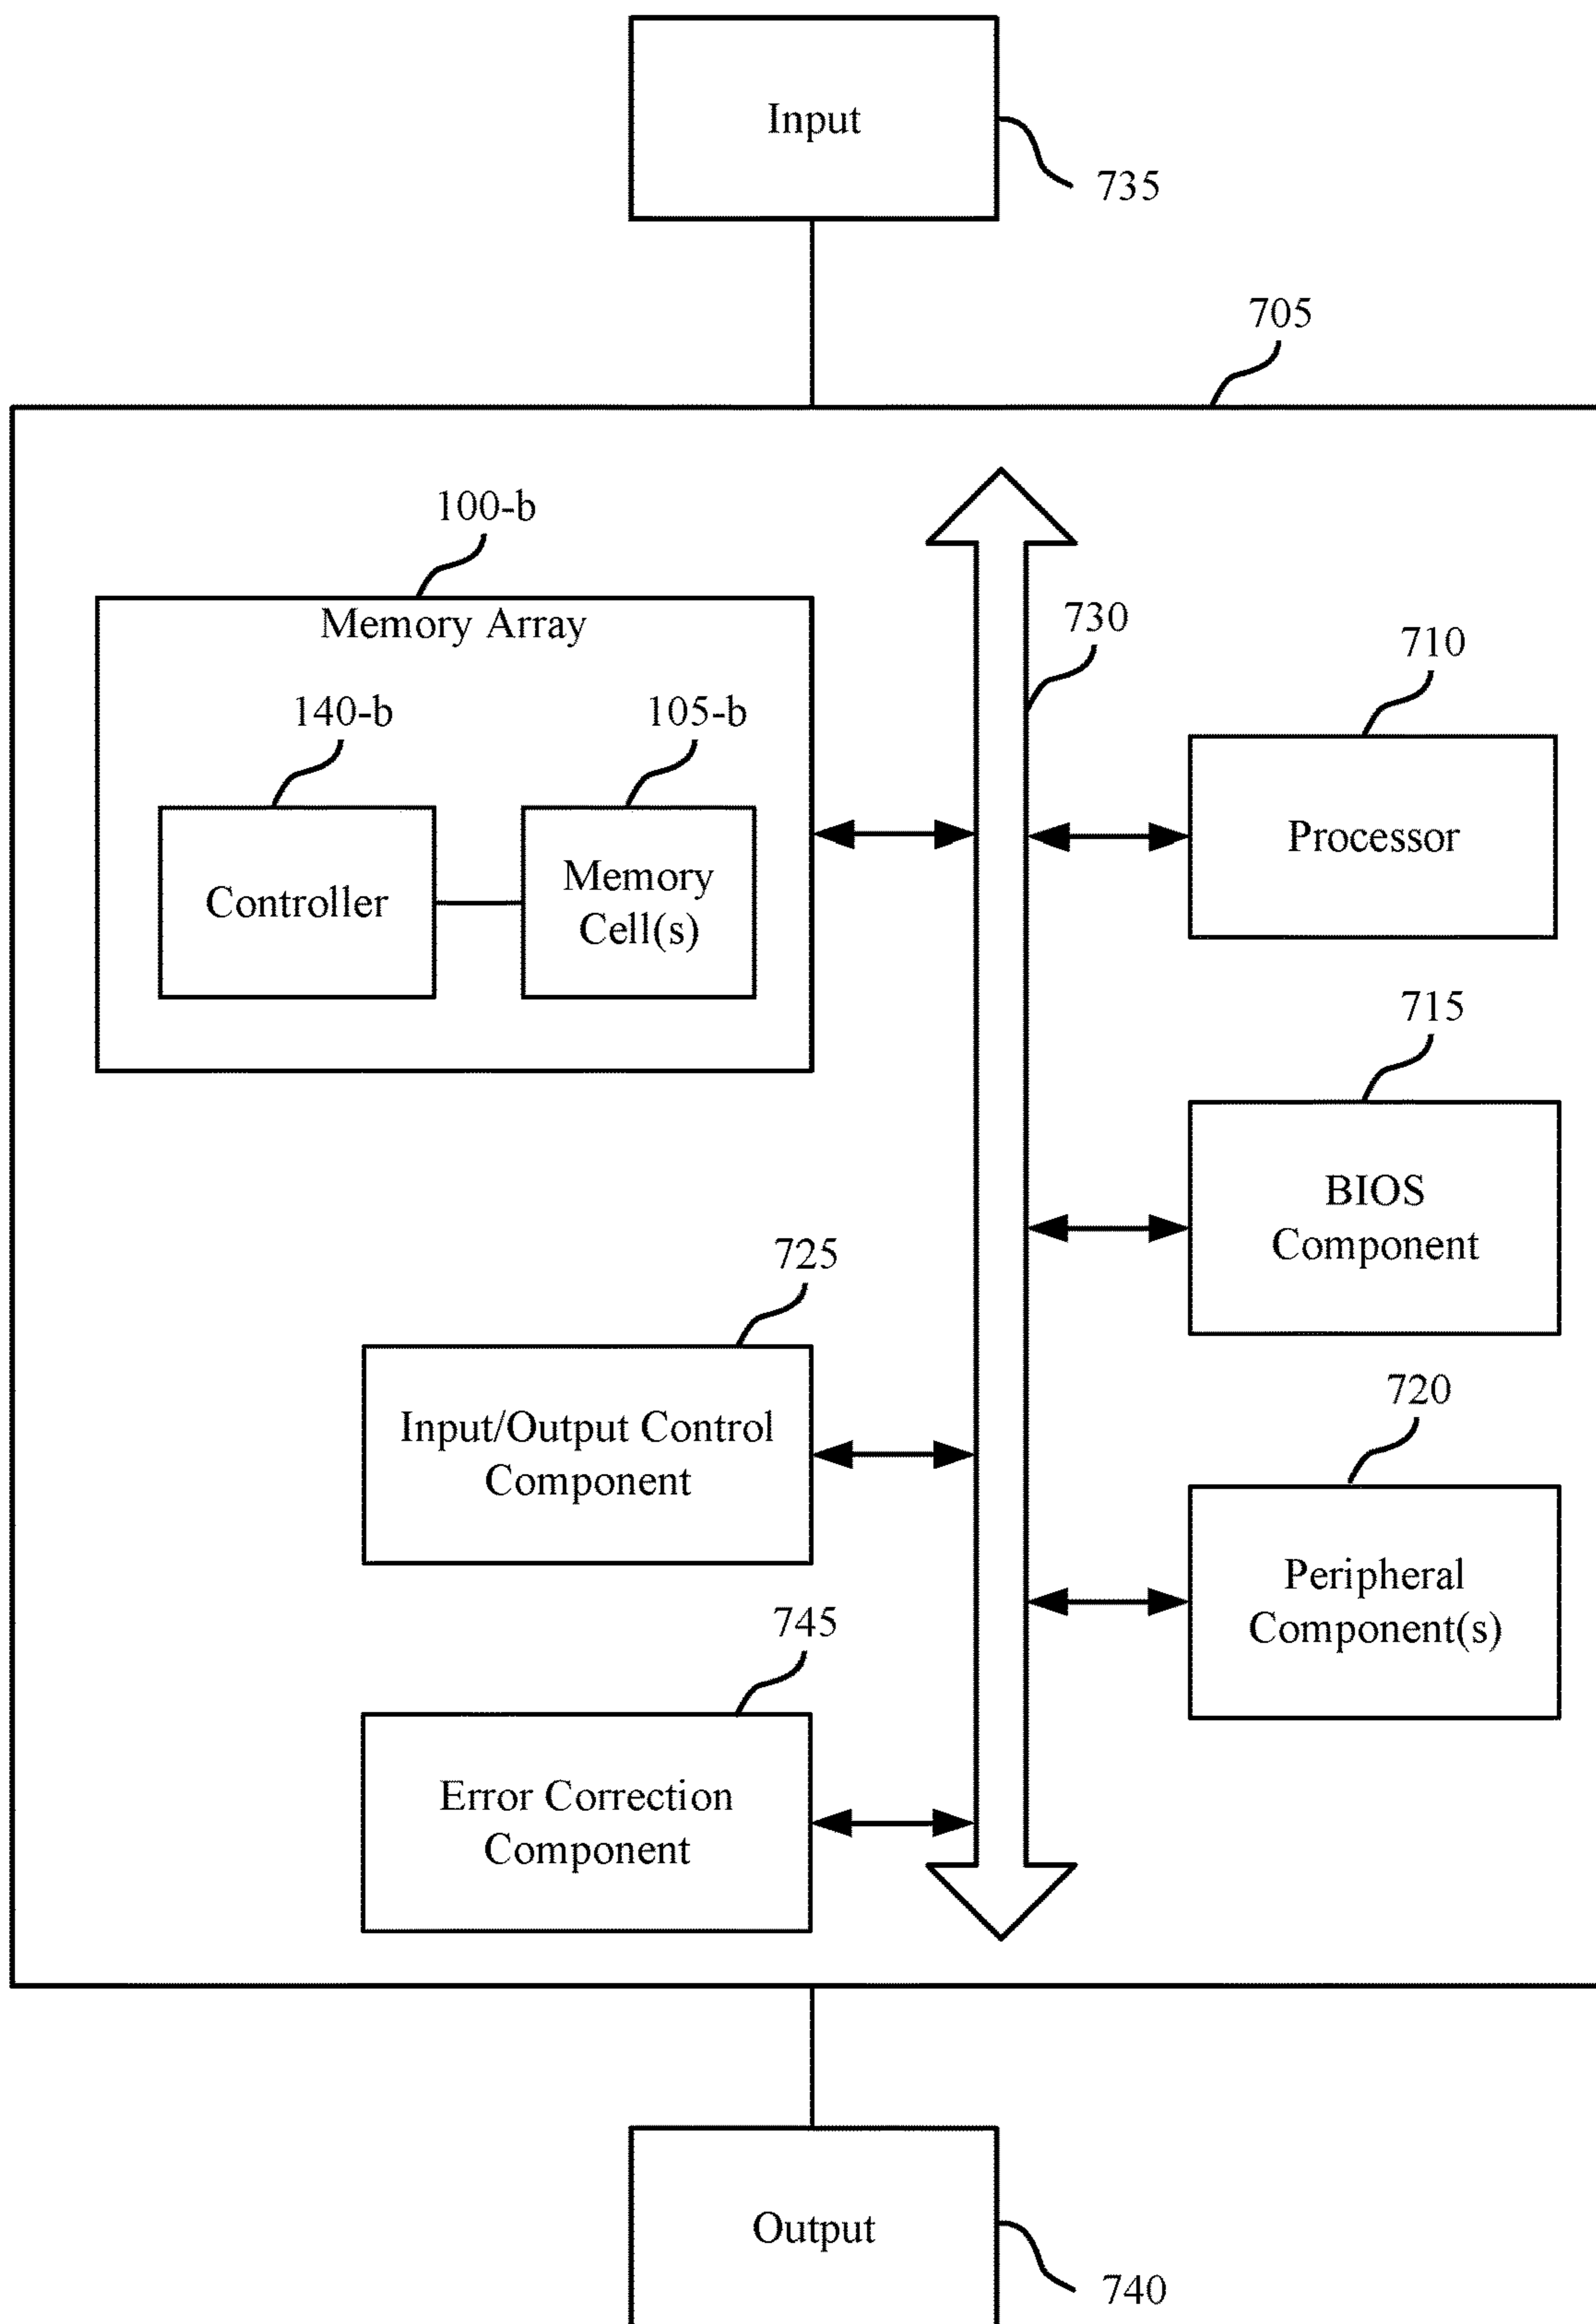 Input
735
705
100-b
Memory Array
730
710
140-b
105-b
Processor
Controller
Memory
Cell(s)
715
BIOS
Component
725
720
Input/Output Control
Component
Peripheral
Component(s)
745
Error Correction
Component
Output
740